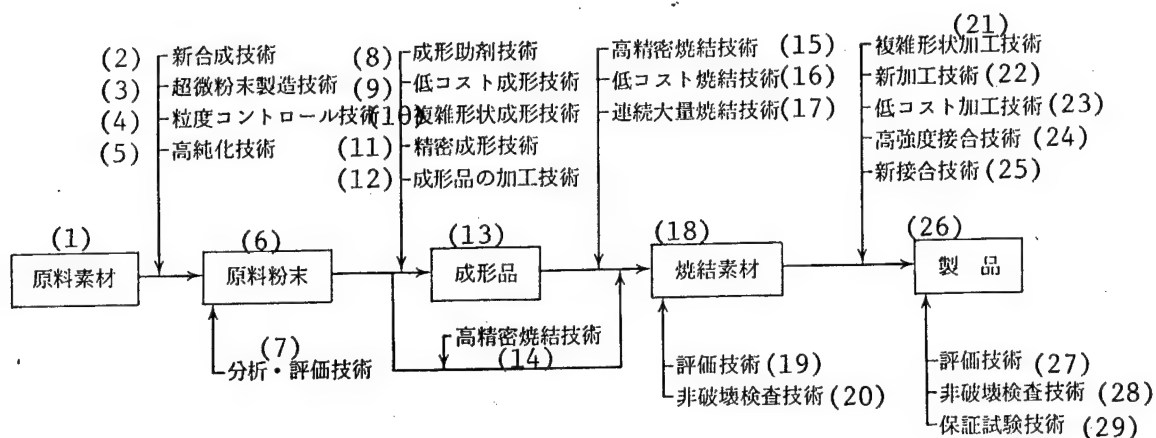 (2) 新合成技術
(3) 超微粉末製造技術
(4) 粒度コントロール技術
(5) 高純化技術
(8) 成形助剤技術
(9) 低コスト成形技術
(10) 複雑形状成形技術
(11) 精密成形技術
(12) 成形品の加工技術
高精密焼結技術 (15)
低コスト焼結技術 (16)
連続大量焼結技術 (17)
(21)
複雑形状加工技術
新加工技術 (22)
低コスト加工技術 (23)
高強度接合技術 (24)
新接合技術 (25)
(1)
原料素材
(6)
原料粉末
(13)
成形品
(18)
焼結素材
(26)
製 品
(7)
分析・評価技術
高精密焼結技術
(14)
評価技術 (19)
非破壊検査技術 (20)
評価技術 (27)
非破壊検査技術 (28)
保証試験技術 (29)